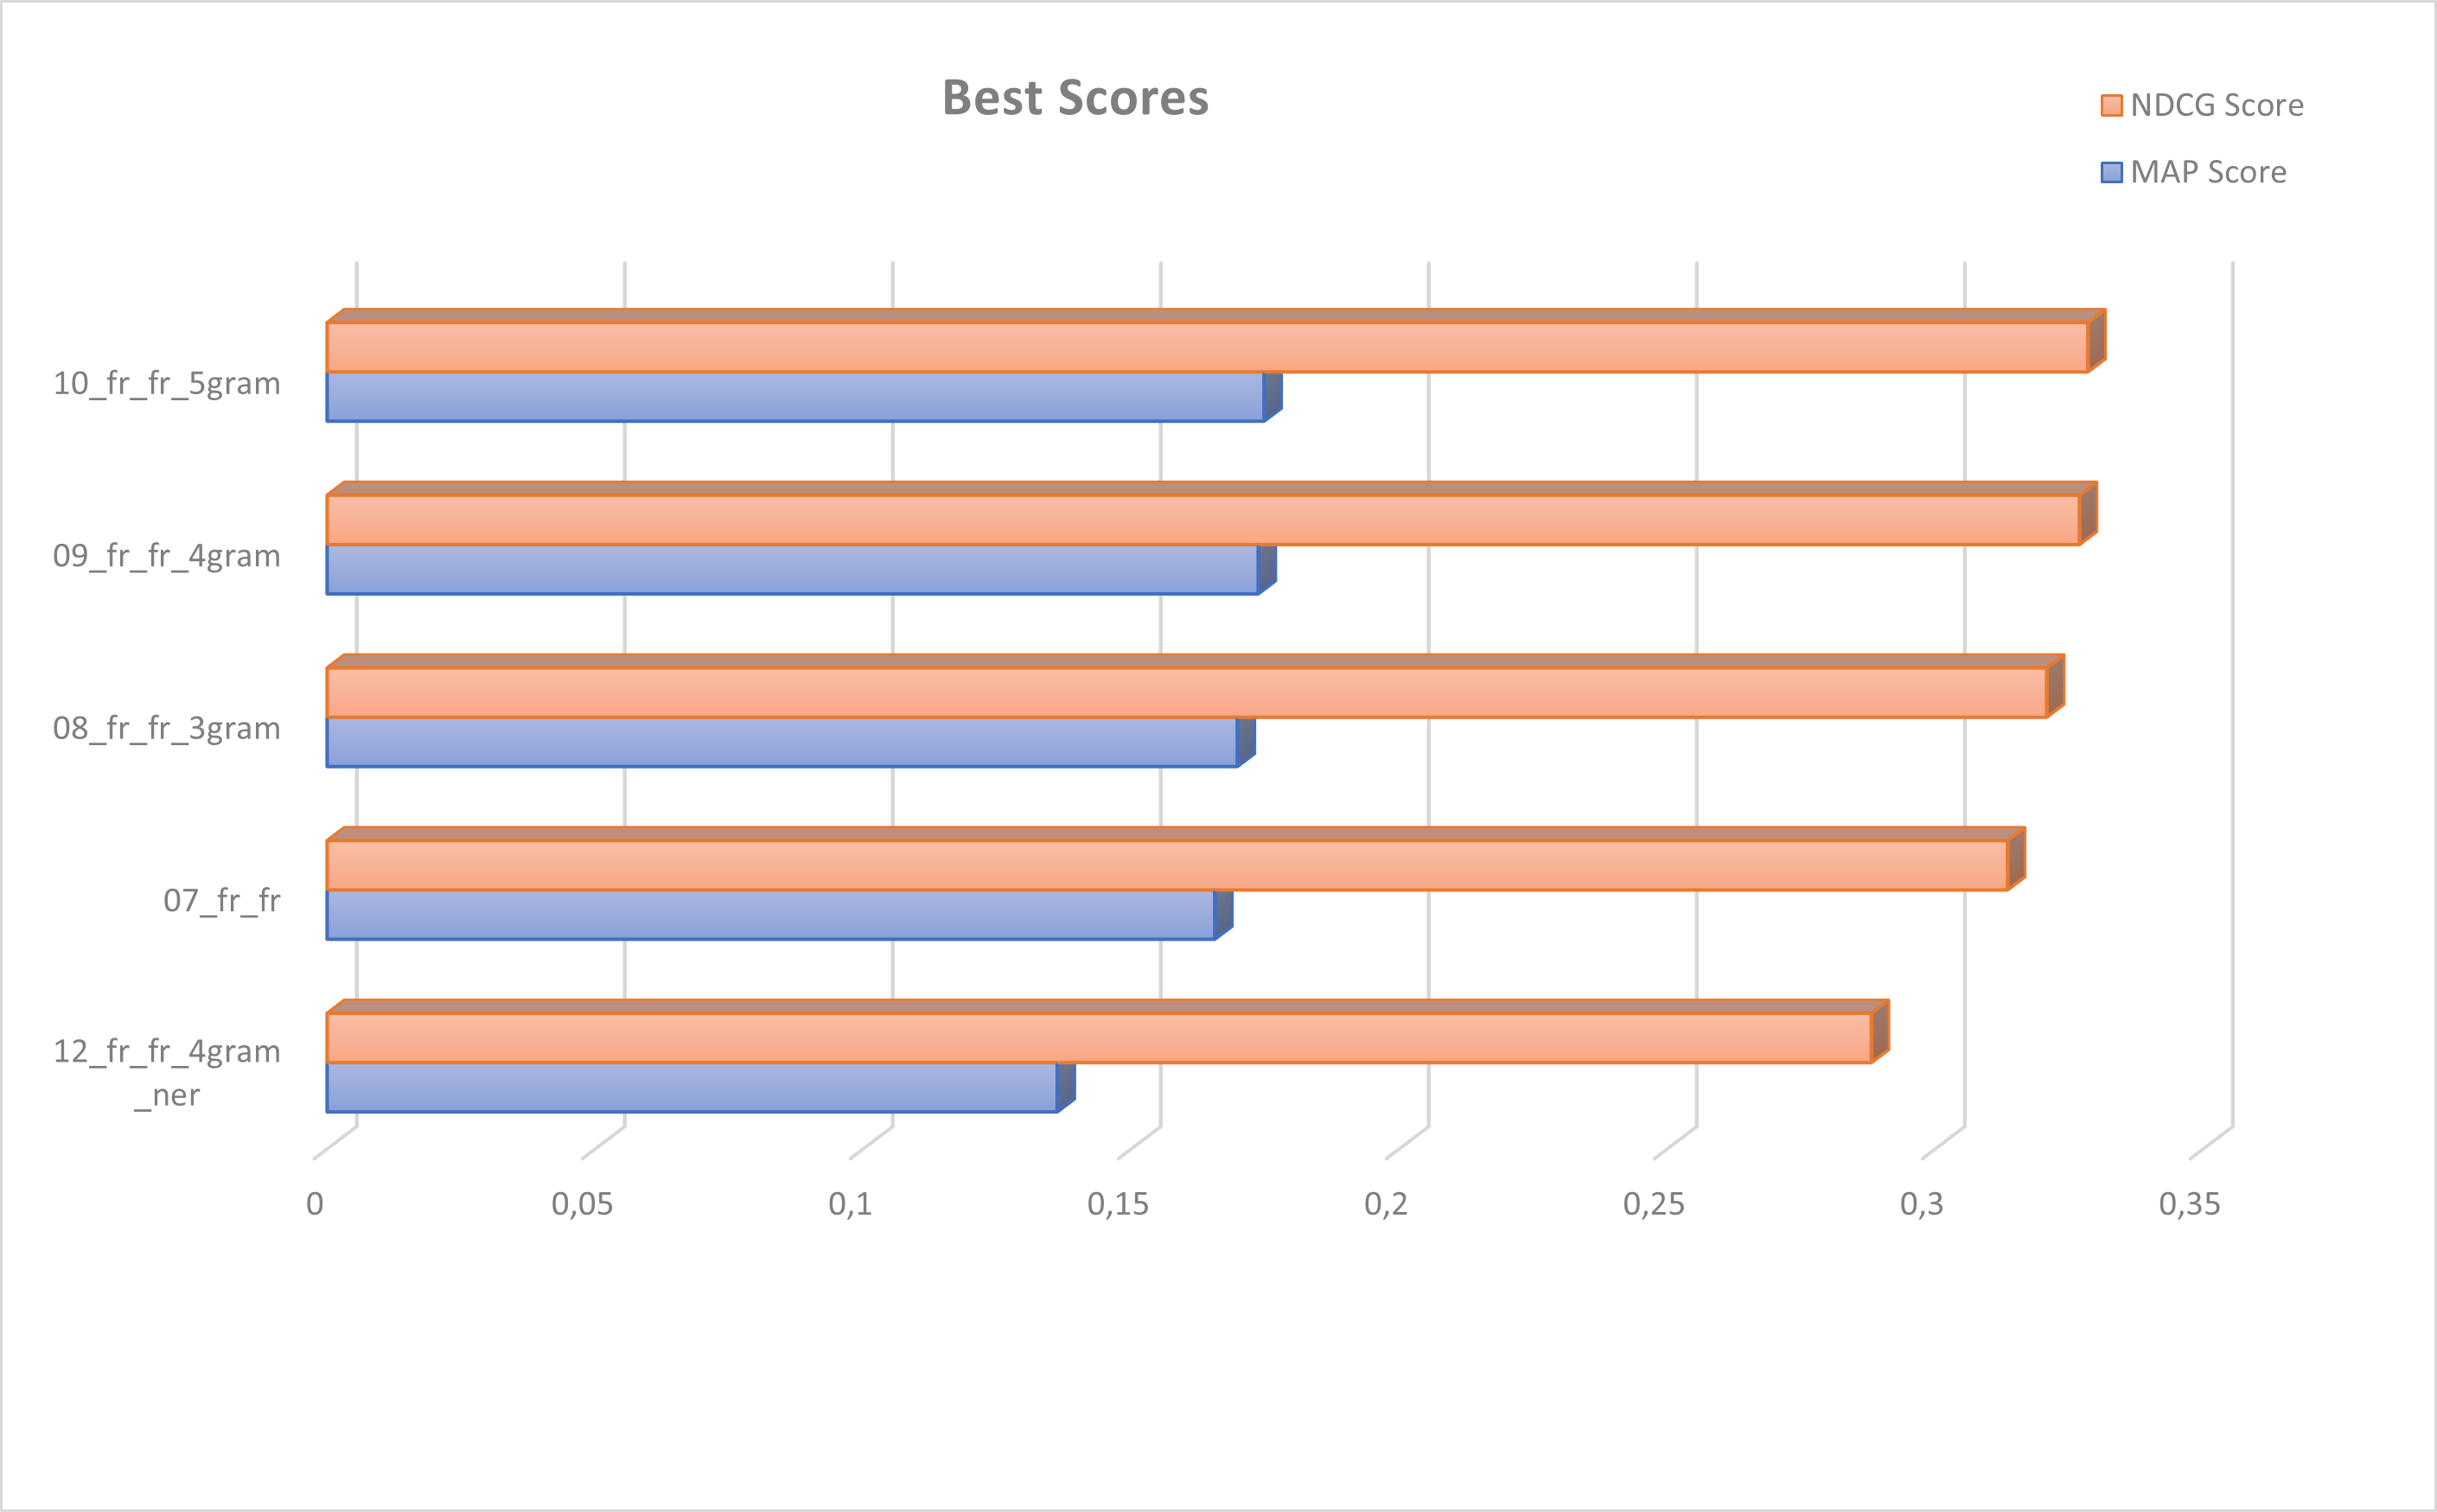 Best Scores
NDCG Score
MAP Score
10_fr_fr_5gram
09_fr_fr_4gram
08_fr_fr_3gram
07_fr_fr
12_fr_fr_4gram
_ner
0 0,05 0,1 0,15 0,2 0,25 0,3 0,35